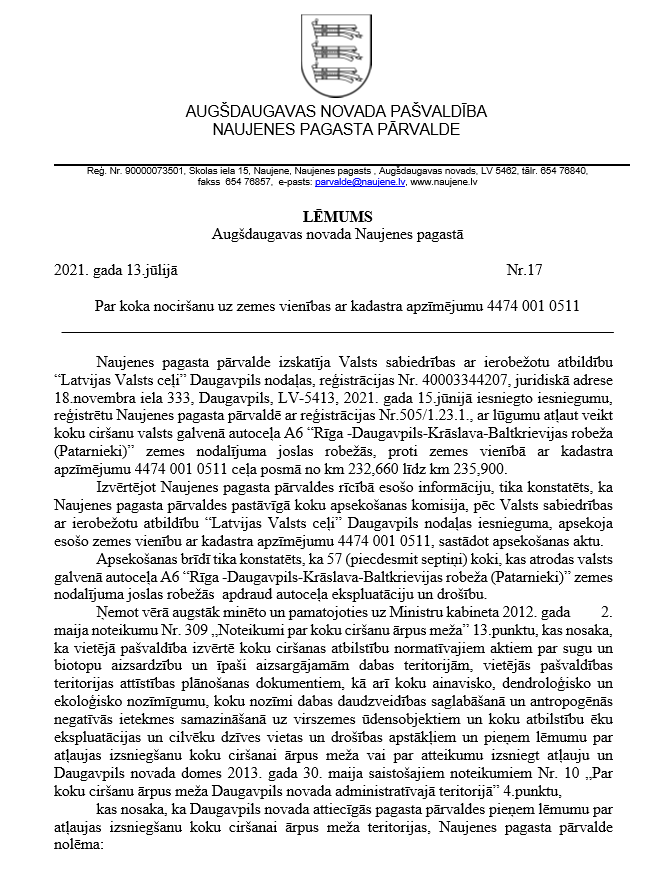 AUGŠDAUGAVAS NOVADA PAŠVALDĪBA
NAUJENES PAGASTA PĀRVALDE
Reģ. Nr. 90000073501, Skolas iela 15, Naujene, Naujenes pagasts , Augšdaugavas novads, LV 5462, tālr. 654 76840,
fakss 654 76857, e-pasts: parvalde@naujene.lv, www.naujene.lv
LĒMUMS
Augšdaugavas novada Naujenes pagastā
2021. gada 13.jūlijā Nr.17
Par koka nociršanu uz zemes vienības ar kadastra apzīmējumu 4474 001 0511
Naujenes pagasta pārvalde izskatīja Valsts sabiedrības ar ierobežotu atbildību
“Latvijas Valsts ceļi” Daugavpils nodaļas, reģistrācijas Nr. 40003344207, juridiskā adrese
18.novembra iela 333, Daugavpils, LV-5413, 2021. gada 15.jūnijā iesniegto iesniegumu,
reģistrētu Naujenes pagasta pārvaldē ar reģistrācijas Nr.505/1.23.1., ar lūgumu atļaut veikt
koku ciršanu valsts galvenā autoceļa A6 “Rīga -Daugavpils-Krāslava-Baltkrievijas robeža
(Patarnieki)” zemes nodalījuma joslas robežās, proti zemes vienībā ar kadastra
apzīmējumu 4474 001 0511 ceļa posmā no km 232,660 līdz km 235,900.
Izvērtējot Naujenes pagasta pārvaldes rīcībā esošo informāciju, tika konstatēts, ka
Naujenes pagasta pārvaldes pastāvīgā koku apsekošanas komisija, pēc Valsts sabiedrības
ar ierobežotu atbildību “Latvijas Valsts ceļi” Daugavpils nodaļas iesnieguma, apsekoja
esošo zemes vienību ar kadastra apzīmējumu 4474 001 0511, sastādot apsekošanas aktu.
Apsekošanas brīdī tika konstatēts, ka 57 (piecdesmit septiņi) koki, kas atrodas valsts
galvenā autoceļa A6 “Rīga -Daugavpils-Krāslava-Baltkrievijas robeža (Patarnieki)” zemes
nodalījuma joslas robežās apdraud autoceļa ekspluatāciju un drošību.
Ņemot vērā augstāk minēto un pamatojoties uz Ministru kabineta 2012. gada 2.
maija noteikumu Nr. 309 „Noteikumi par koku ciršanu ārpus meža” 13.punktu, kas nosaka,
ka vietējā pašvaldība izvērtē koku ciršanas atbilstību normatīvajiem aktiem par sugu un
biotopu aizsardzību un īpaši aizsargājamām dabas teritorijām, vietējās pašvaldības
teritorijas attīstības plānošanas dokumentiem, kā arī koku ainavisko, dendroloģisko un
ekoloģisko nozīmīgumu, koku nozīmi dabas daudzveidības saglabāšanā un antropogēnās
negatīvās ietekmes samazināšanā uz virszemes ūdensobjektiem un koku atbilstību ēku
ekspluatācijas un cilvēku dzīves vietas un drošības apstākļiem un pieņem lēmumu par
atļaujas izsniegšanu koku ciršanai ārpus meža vai par atteikumu izsniegt atļauju un
Daugavpils novada domes 2013. gada 30. maija saistošajiem noteikumiem Nr. 10 „Par
koku ciršanu ārpus meža Daugavpils novada administratīvajā teritorijā” 4.punktu,
kas nosaka, ka Daugavpils novada attiecīgās pagasta pārvaldes pieņem lēmumu par
atļaujas izsniegšanu koku ciršanai ārpus meža teritorijas, Naujenes pagasta pārvalde
nolēma: